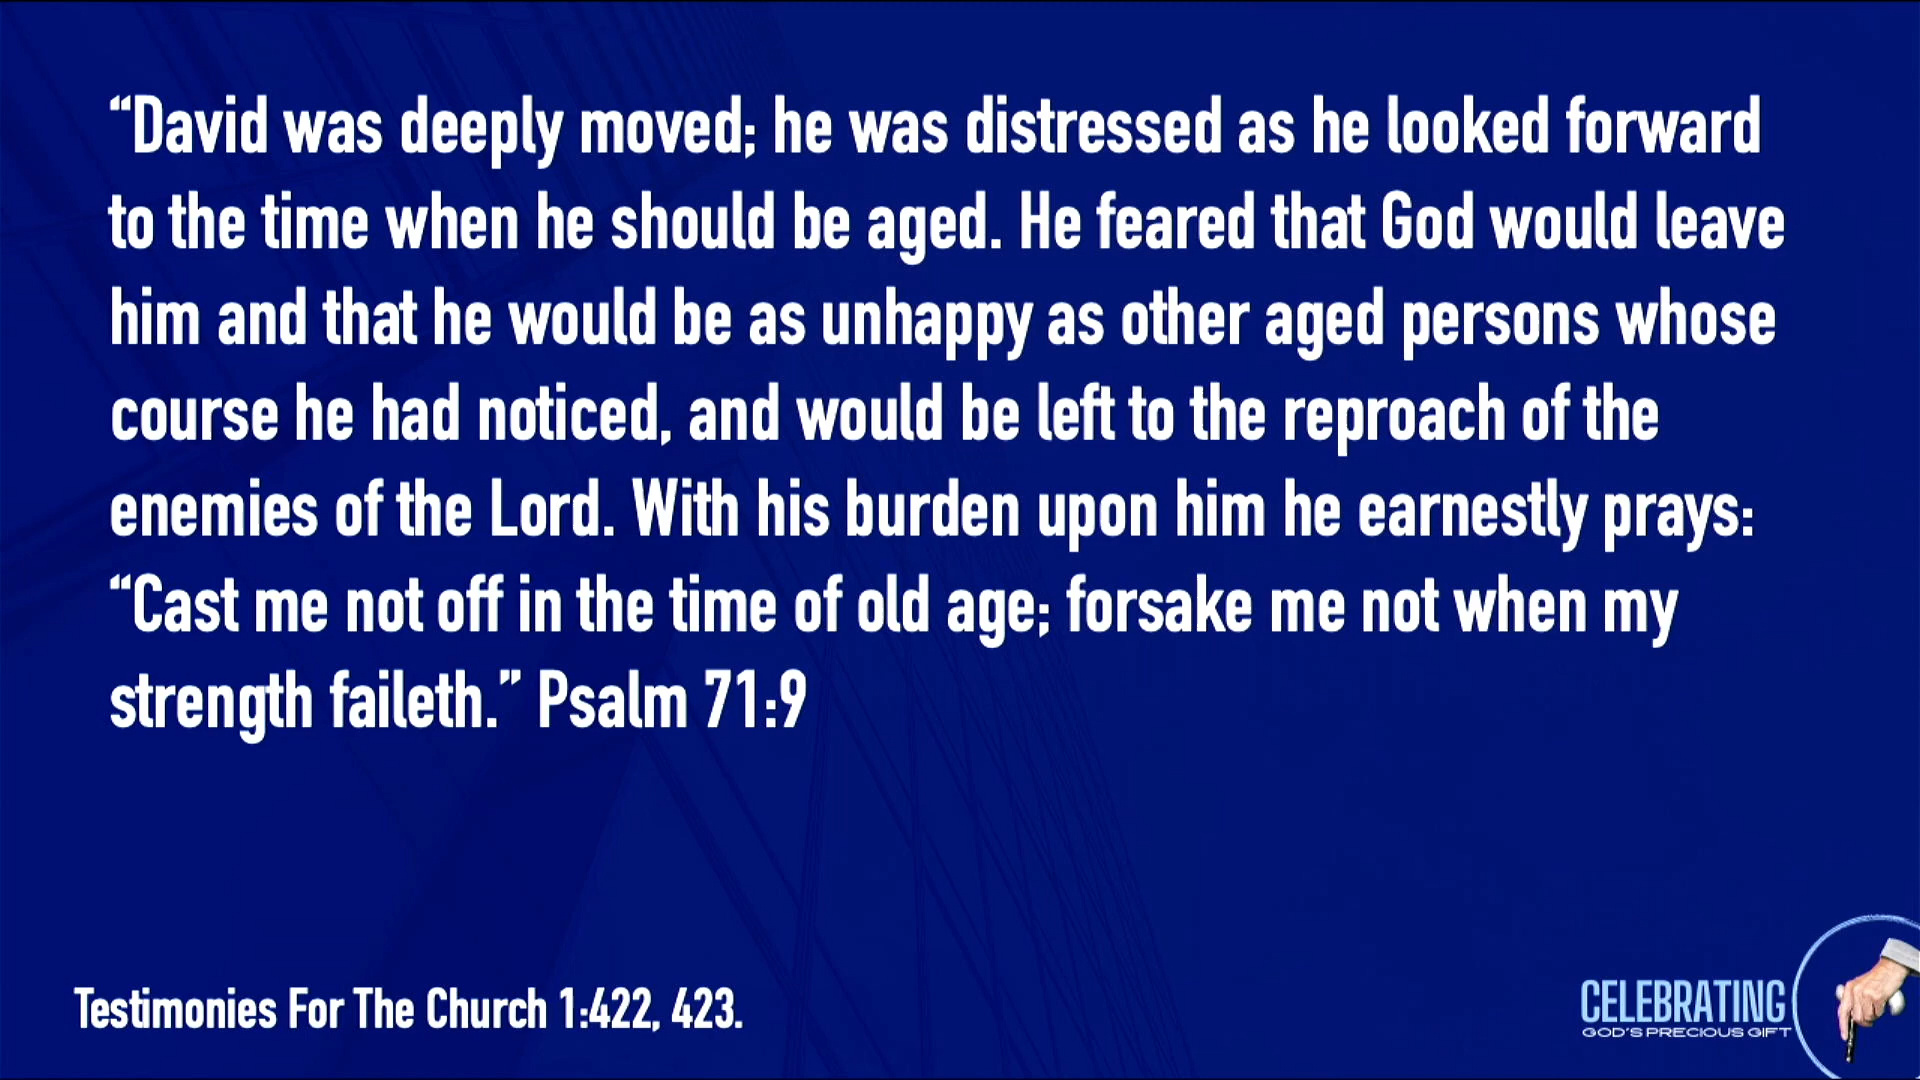 “David was deeply moved; he was distressed as he looked forward
to the time when he should be aged. He feared that God would leave
him and that he would be as unhappy as other aged persons whose
course he had noticed, and would be left to the reproach of the
enemies of the Lord. With his burden upon him he earnestly prays:
“Cast me not off in the time of old age; forsake me not when my
strength faileth.” Psalm 71:9
Testimonies For The Church 1:422, 423.
CELEBRATING
GOD'S PRECIOUS GIFT